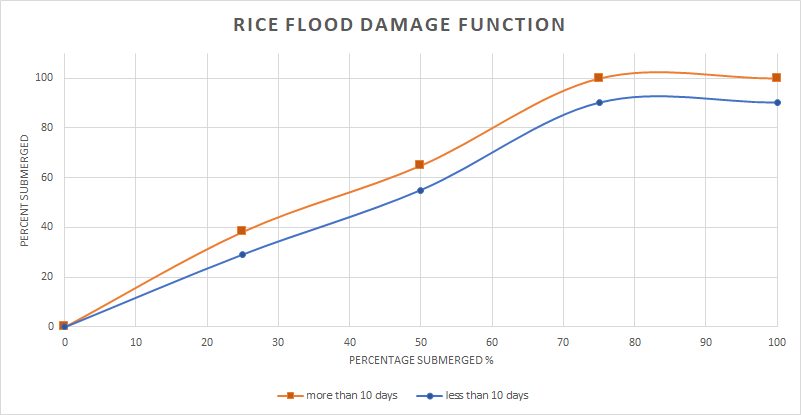 RICE FLOOD DAMAGE FUNCTION
PERCENT SUBMERGED
100
80
60
40
20
0
0 10 20 30 40 50 60 70 80 90 100
PERCENTAGE SUBMERGED %
more than 10 days less than 10 days